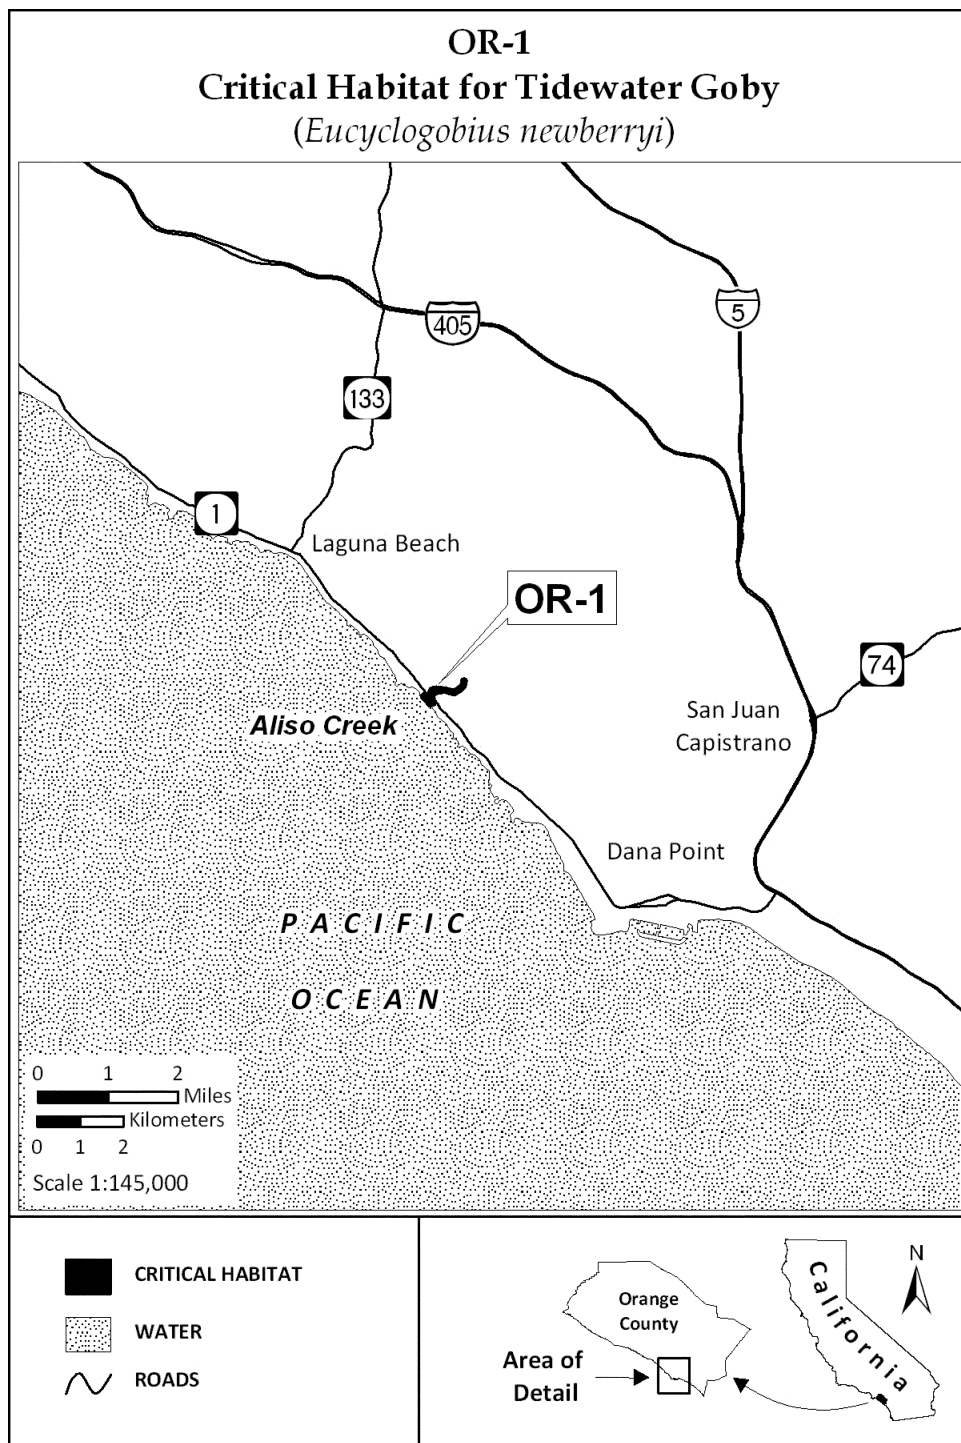 OR-1
Critical Habitat for Tidewater Goby
(Eucyclogobius newberryi)
405
5
133
1
Laguna Beach
OR-1
74
Aliso Creek
San Juan
Capistrano
Dana Point
PACIFIC
OCEAN
0 1 2
Miles
Kilometers
0 1 2
Scale 1:145,000
CRITICAL HABITAT
WATER
ROADS
Orange
County
Area of
Detail
California
N